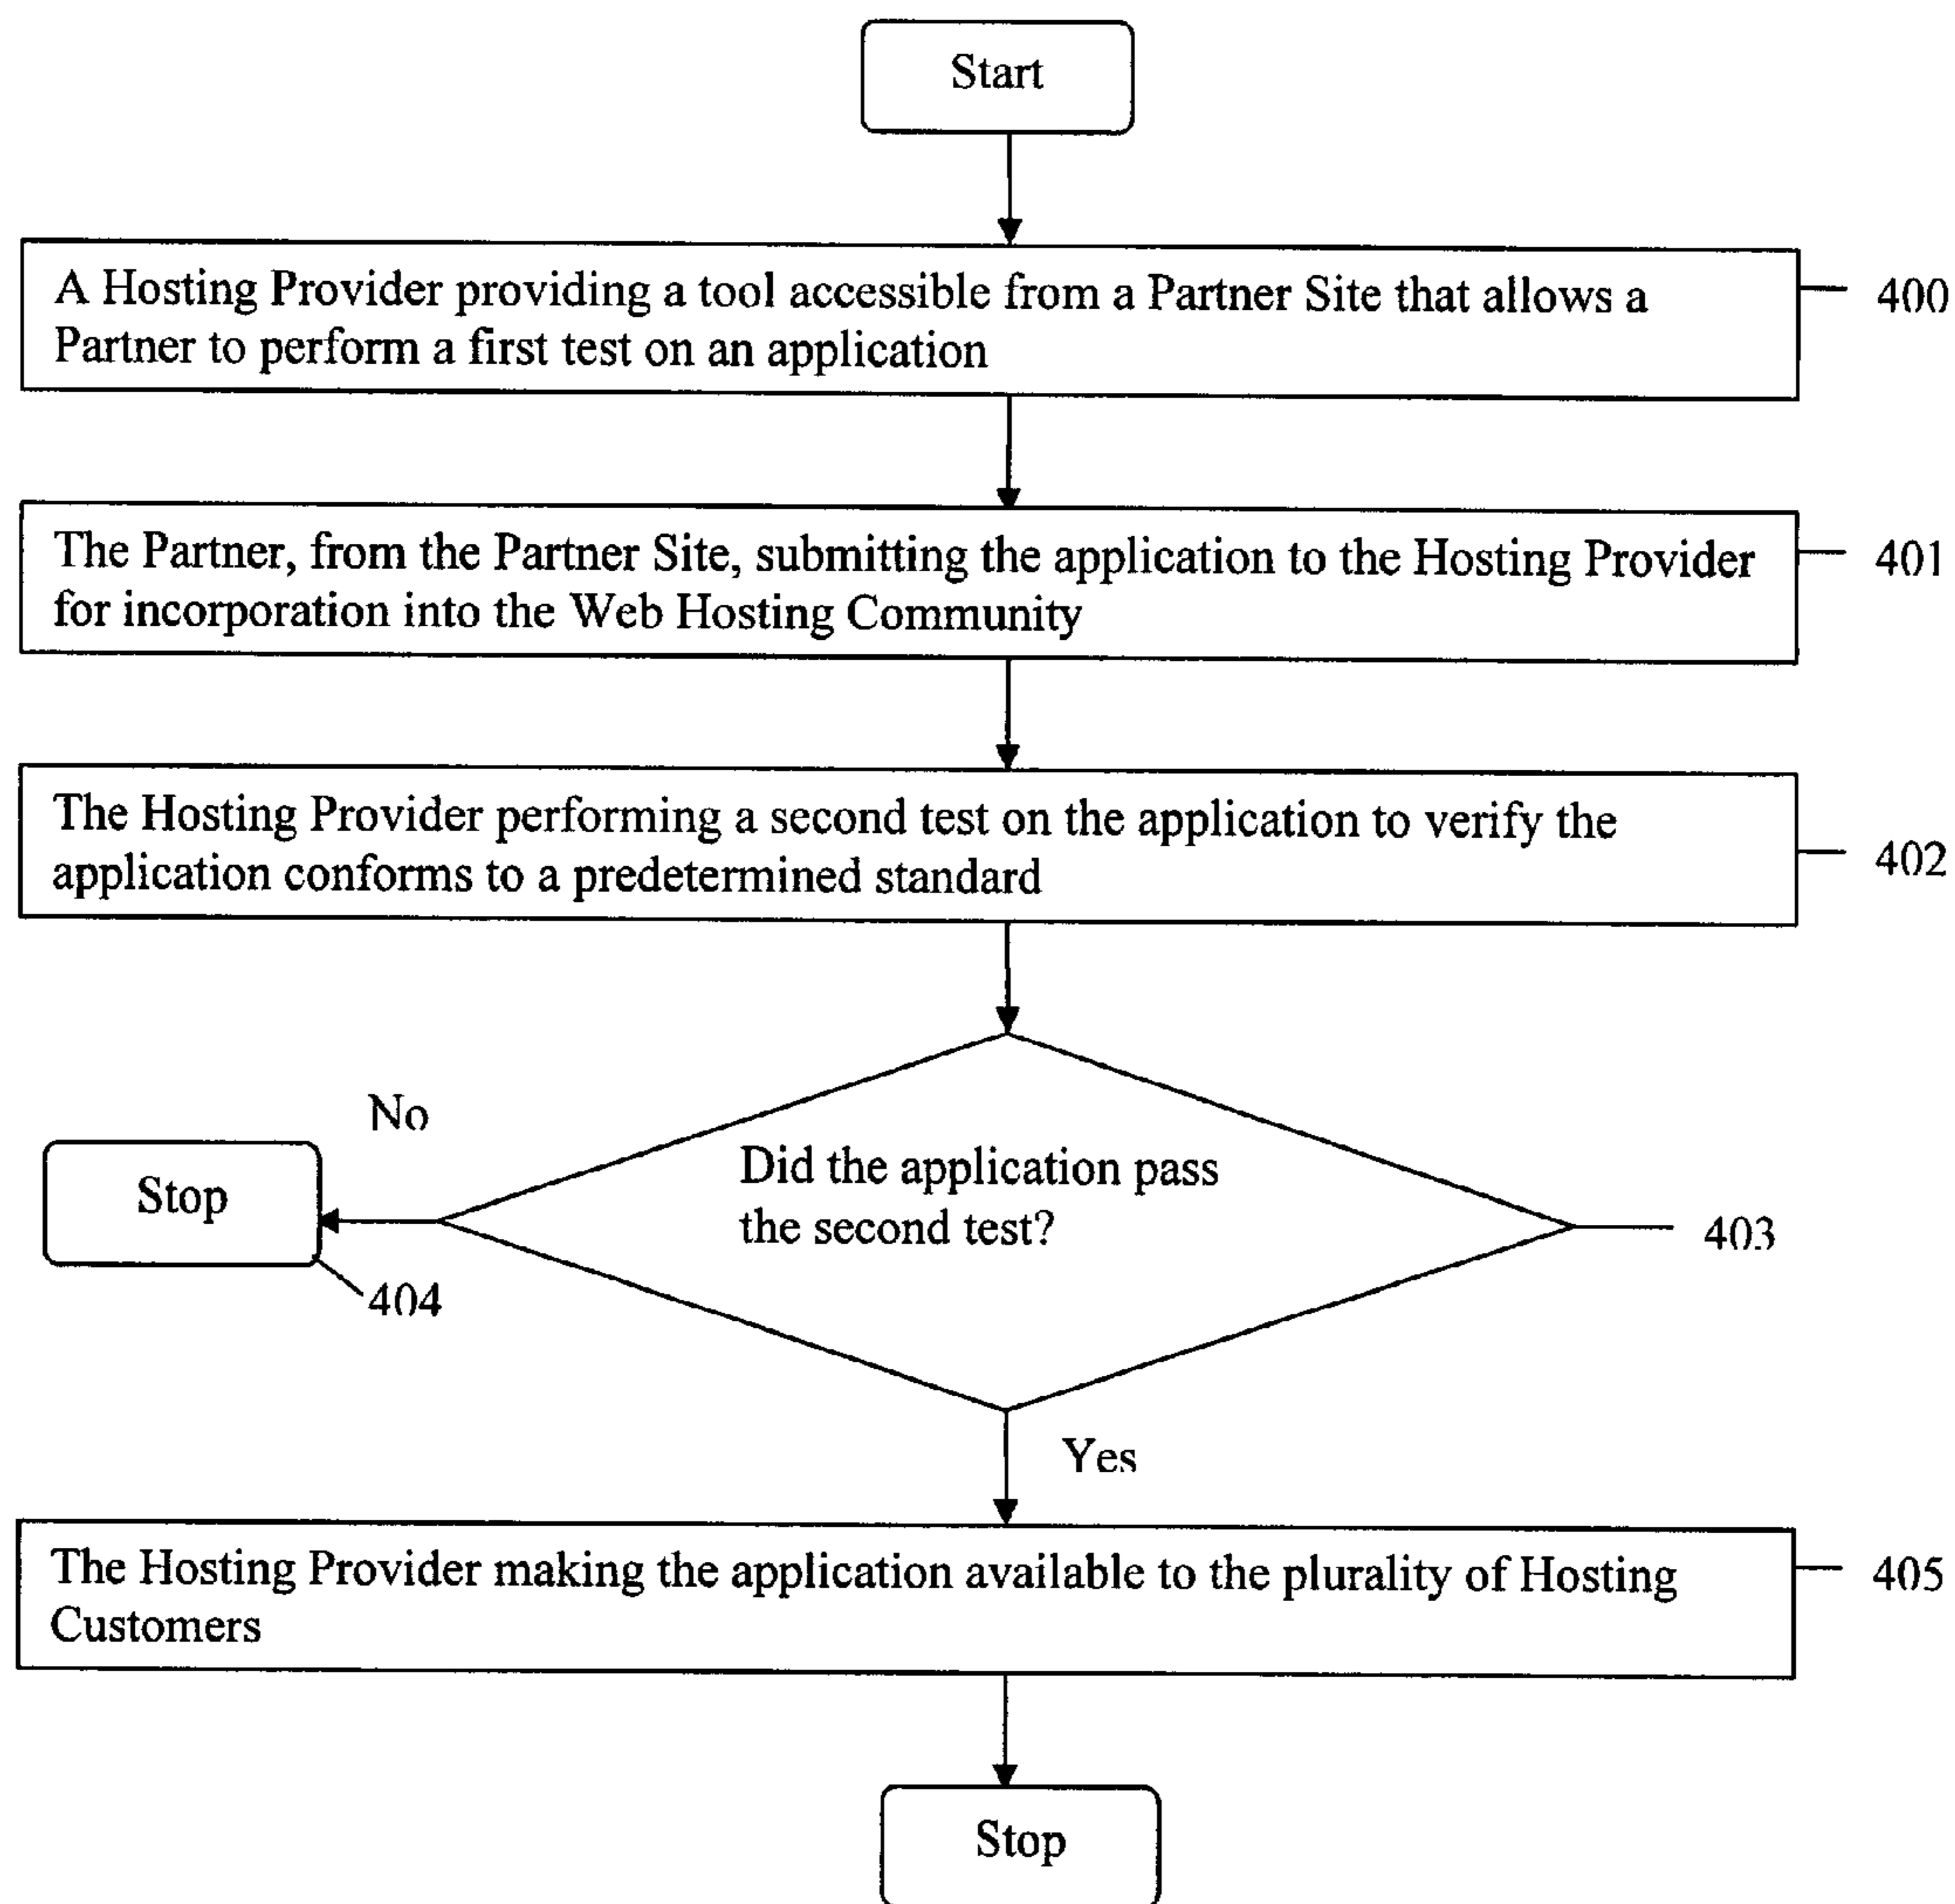 Start
A Hosting Provider providing a tool accessible from a Partner Site that allows a
Partner to perform a first test on an application
400
The Partner, from the Partner Site, submitting the application to the Hosting Provider
for incorporation into the Web Hosting Community
401
The Hosting Provider performing a second test on the application to verify the
application conforms to a predetermined standard
402
No
Stop
404
Did the application pass
the second test?
403
Yes
The Hosting Provider making the application available to the plurality of Hosting
Customers
405
Stop